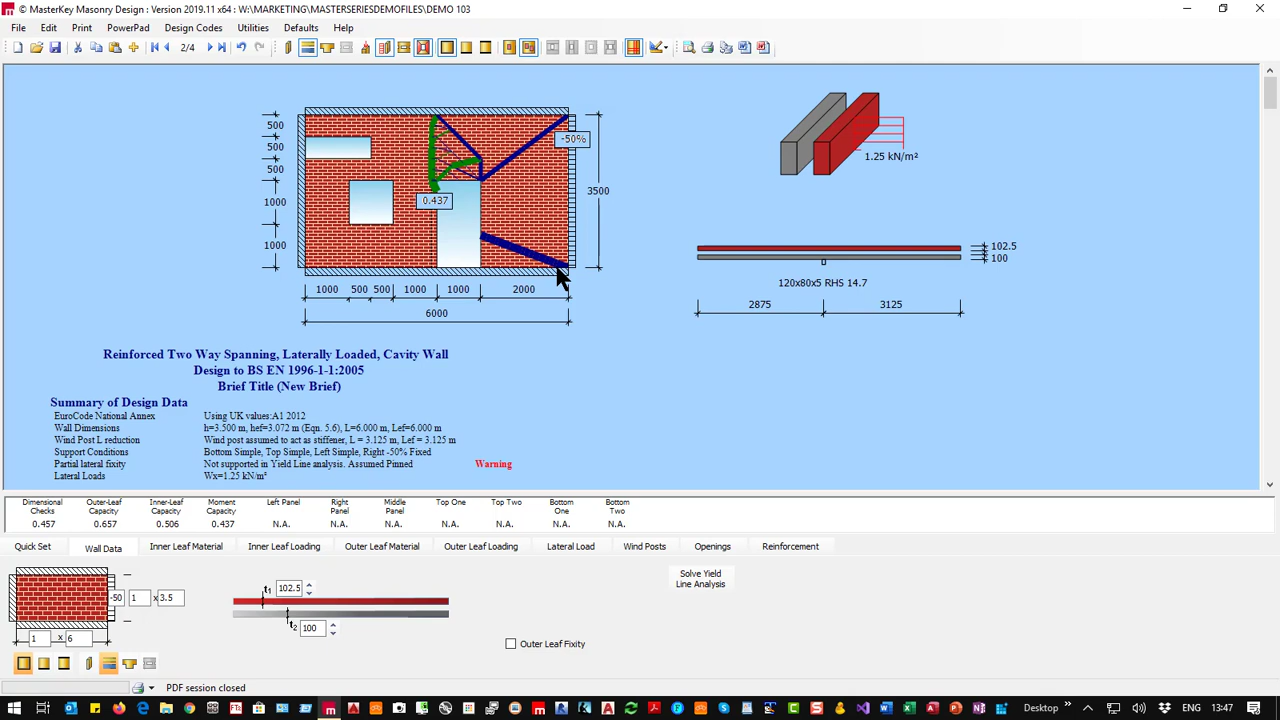 MasterKey Masonry Design : Version 2019.11 x64 : W:\MARKETING\MASTERSERIESDEMOFILES\DEMO 103
File Edit Print PowerPad Design Codes Utilities Defaults Help
2/4
500
500
500
1000
1000
-50%
0.437
3500
1000 500 500 1000 1000 2000
6000
1.25 kN/m²
102.5
100
120x80x5 RHS 14.7
2875 3125
Reinforced Two Way Spanning, Laterally Loaded, Cavity Wall
Design to BS EN 1996-1-1:2005
Brief Title (New Brief)
Summary of Design Data
EuroCode National Annex Using UK values:A1 2012
Wall Dimensions h=3.500 m, hef=3.072 m (Eqn. 5.6), L=6.000 m, Lef=6.000 m
Wind Post L reduction Wind post assumed to act as stiffener, L = 3.125 m, Lef = 3.125 m
Support Conditions Bottom Simple, Top Simple, Left Simple, Right -50% Fixed
Partial lateral fixity Not supported in Yield Line analysis. Assumed Pinned Warning
Lateral Loads Wx=1.25 kN/m²
Dimensional Checks Outer-Leaf Capacity Inner-Leaf Capacity Moment Capacity Left Panel Right Panel Middle Panel Top One Top Two Bottom One Bottom Two
0.457 0.657 0.506 0.437 N.A. N.A. N.A. N.A. N.A. N.A. N.A.
Quick Set Wall Data Inner Leaf Material Inner Leaf Loading Outer Leaf Material Outer Leaf Loading Lateral Load Wind Posts Openings Reinforcement
-50 1 x 3.5
1 x 6
t1 102.5
t2 100
Solve Yield
Line Analysis
Outer Leaf Fixity
PDF session closed
Desktop ENG 13:47